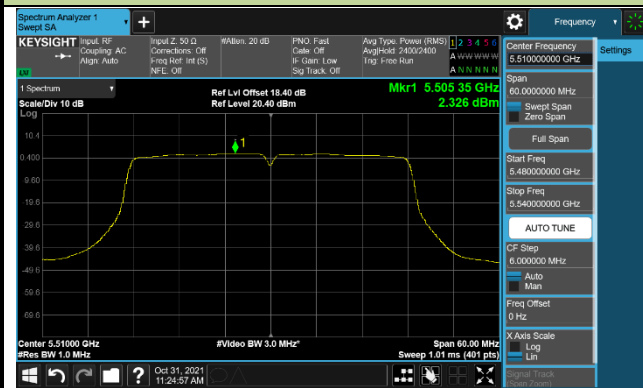 Spectrum Analyzer 1
Swept SA
Frequency
KEYSIGHT
Input: RF
Coupling: AC
Align: Auto
Input Z: 50 Ω
Corrections: Off
Freq Ref: Int (S)
NFE: Off
#Atten: 20 dB
PNO: Fast
Gate: Off
IF Gain: Low
Sig Track: Off
Avg Type: Power (RMS)
Avg|Hold: 2400/2400
Trig: Free Run
1 2 3 4 5 6
A W W W W W
A N N N N N
1 Spectrum
Scale/Div 10 dB
Log
Ref Lvl Offset 18.40 dB
Ref Level 20.40 dBm
Mkr1 5.505 35 GHz
2.326 dBm
1
10.4
0.400
-9.60
-19.6
-29.6
-39.6
-49.6
-59.6
-69.6
Center 5.51000 GHz
#Res BW 1.0 MHz
#Video BW 3.0 MHz*
Span 60.00 MHz
Sweep 1.01 ms (401 pts)
Oct 31, 2021
11:24:57 AM
Center Frequency
5.510000000 GHz
Span
60.0000000 MHz
Swept Span
Zero Span
Full Span
Start Freq
5.480000000 GHz
Stop Freq
5.540000000 GHz
AUTO TUNE
CF Step
6.000000 MHz
Auto
Man
Freq Offset
0 Hz
X Axis Scale
Log
Lin
Signal Track
(Span Zoom)
Settings